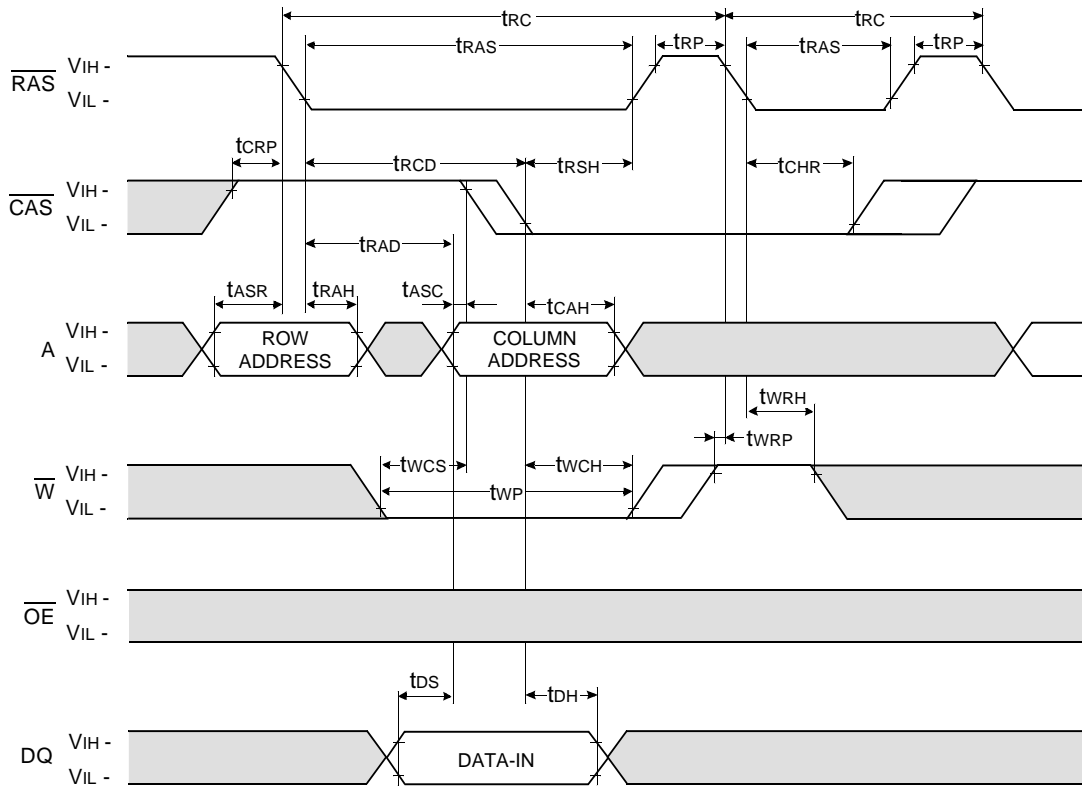 tRC tRC
tRAS tRP tRAS tRP
RAS VIH -
VIL -
tCRP tRCD tRSH tCHR
CAS VIH -
VIL -
tRAD
tASR tRAH tASC tCAH
A VIH -
VIL -
ROW ADDRESS
COLUMN ADDRESS
tWRH
tWRP
W VIH -
VIL -
tWCS tWCH
tWP
OE VIH -
VIL -
tDS tDH
DQ VIH -
VIL -
DATA-IN